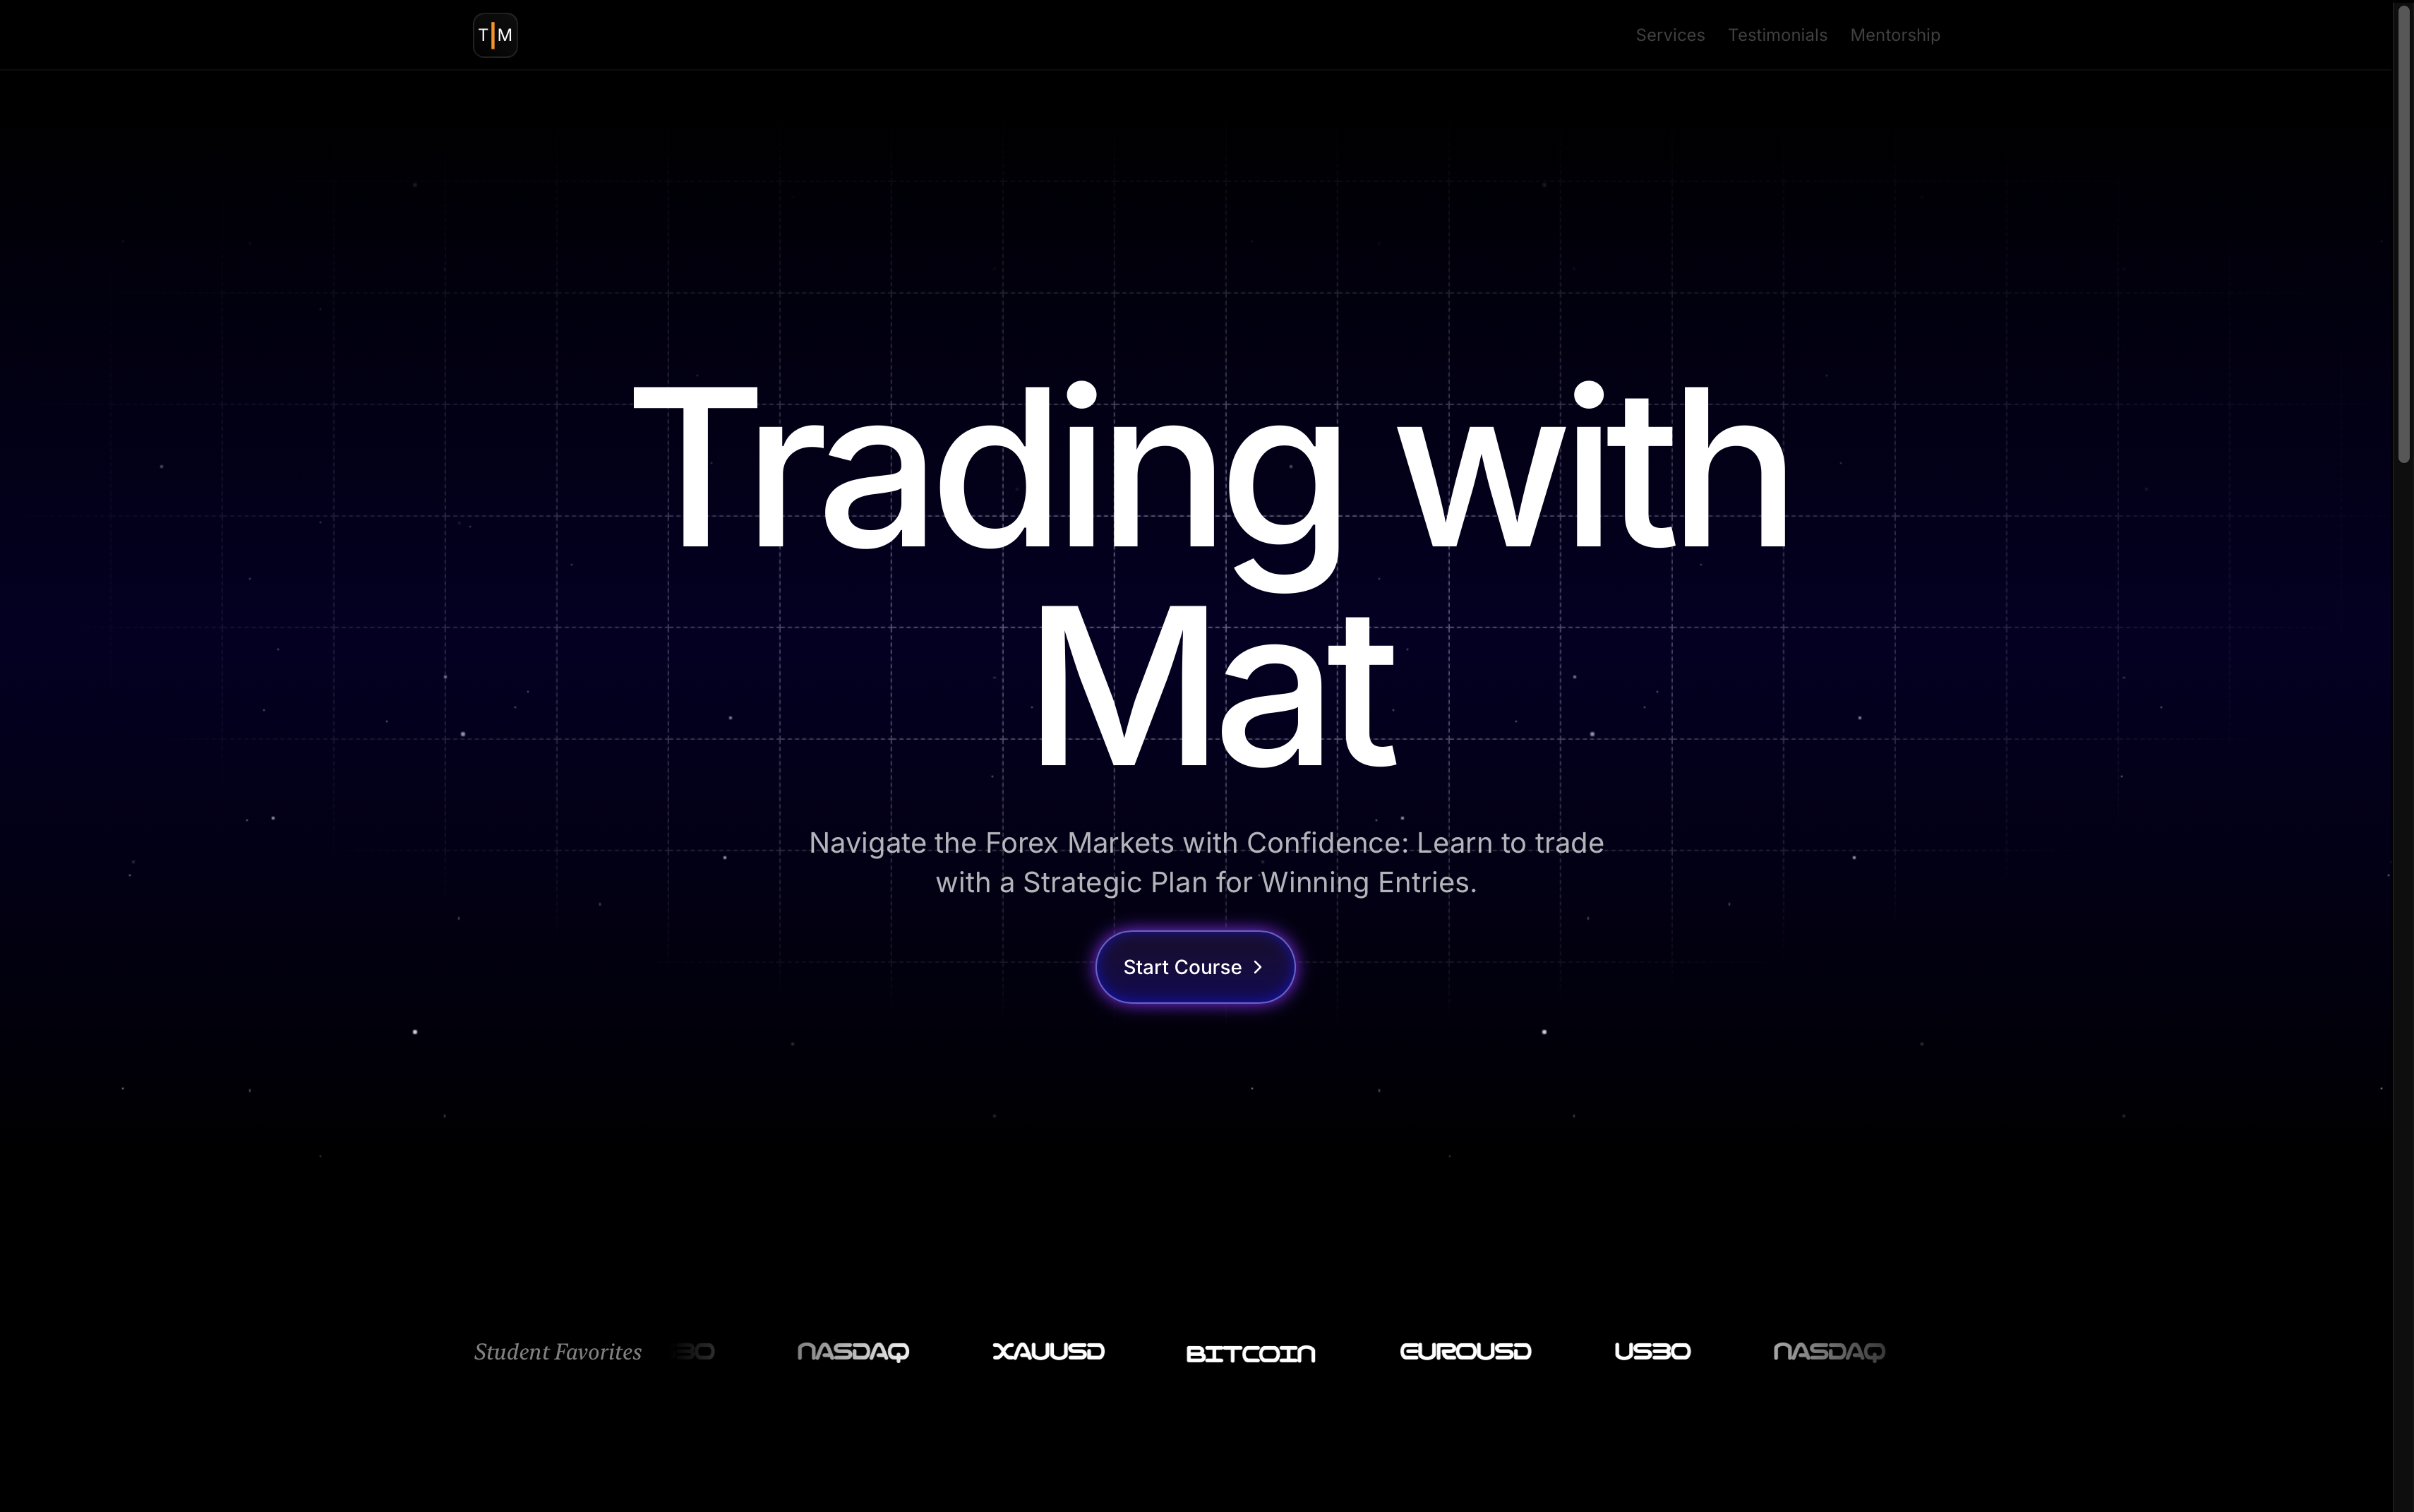 T|M
Services Testimonials Mentorship
Trading with
Mat
Navigate the Forex Markets with Confidence: Learn to trade
with a Strategic Plan for Winning Entries.
Start Course
Student Favorites 30 NASDAQ XAUUSD BITCOIN EUROUSD US30 NASDAQ